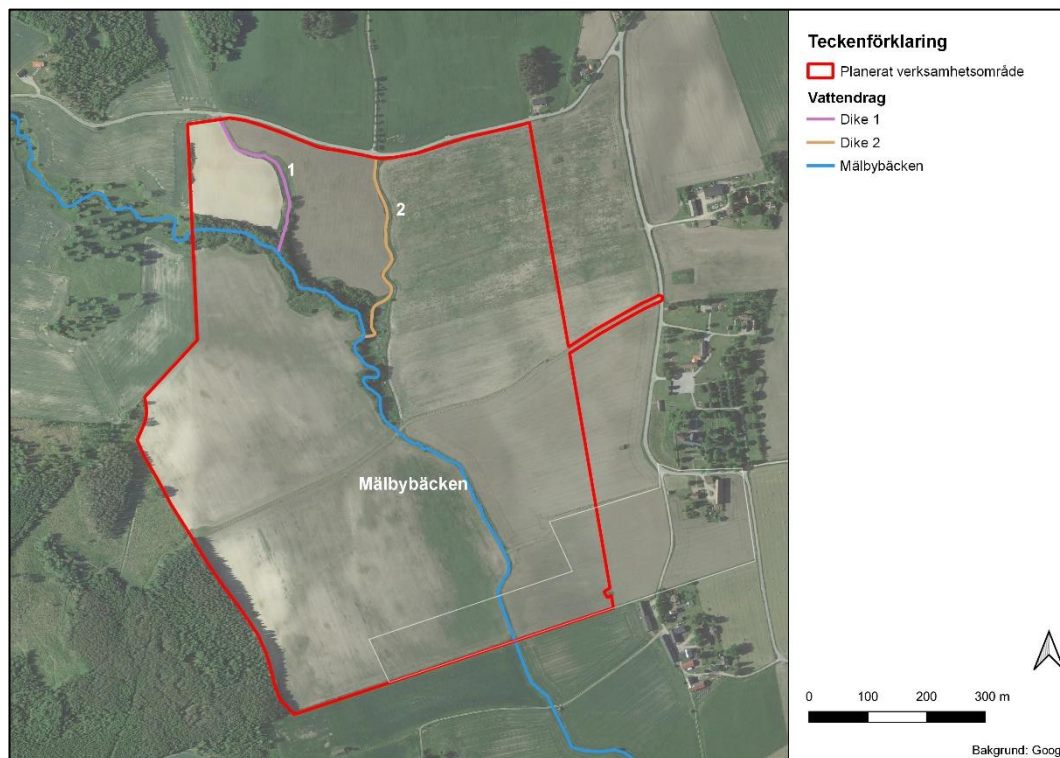 Teckenförklaring
Planerat verksamhetsområde
Vattendrag
Dike 1
Dike 2
Mälbybäcken
1
2
Mälbybäcken
0 100 200 300 m
Bakgrund: Goog